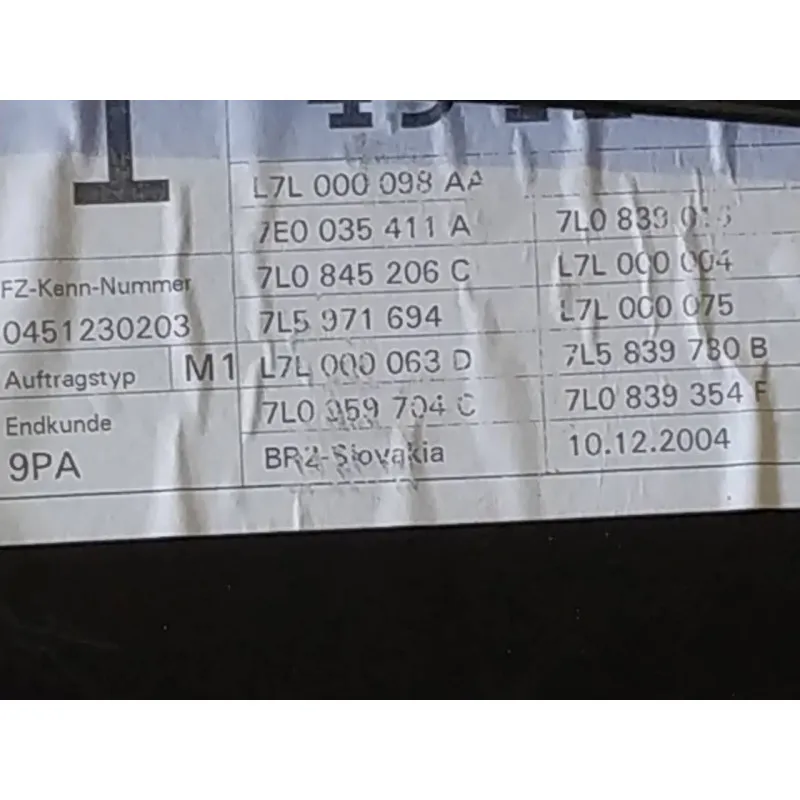 L7L 000 098 AA
7E0 035 411 A
7L0 839
FZ-Kenn-Nummer
0451230203
7L0 845 206 C
L7L 000 004
7L5 971 694
L7L 000 075
Auftragstyp M1
L7L 000 063 D
7L5 839 780 B
Endkunde
9PA
7L0 959 704 C
7L0 839 354 F
BR2-Slovakia
10.12.2004